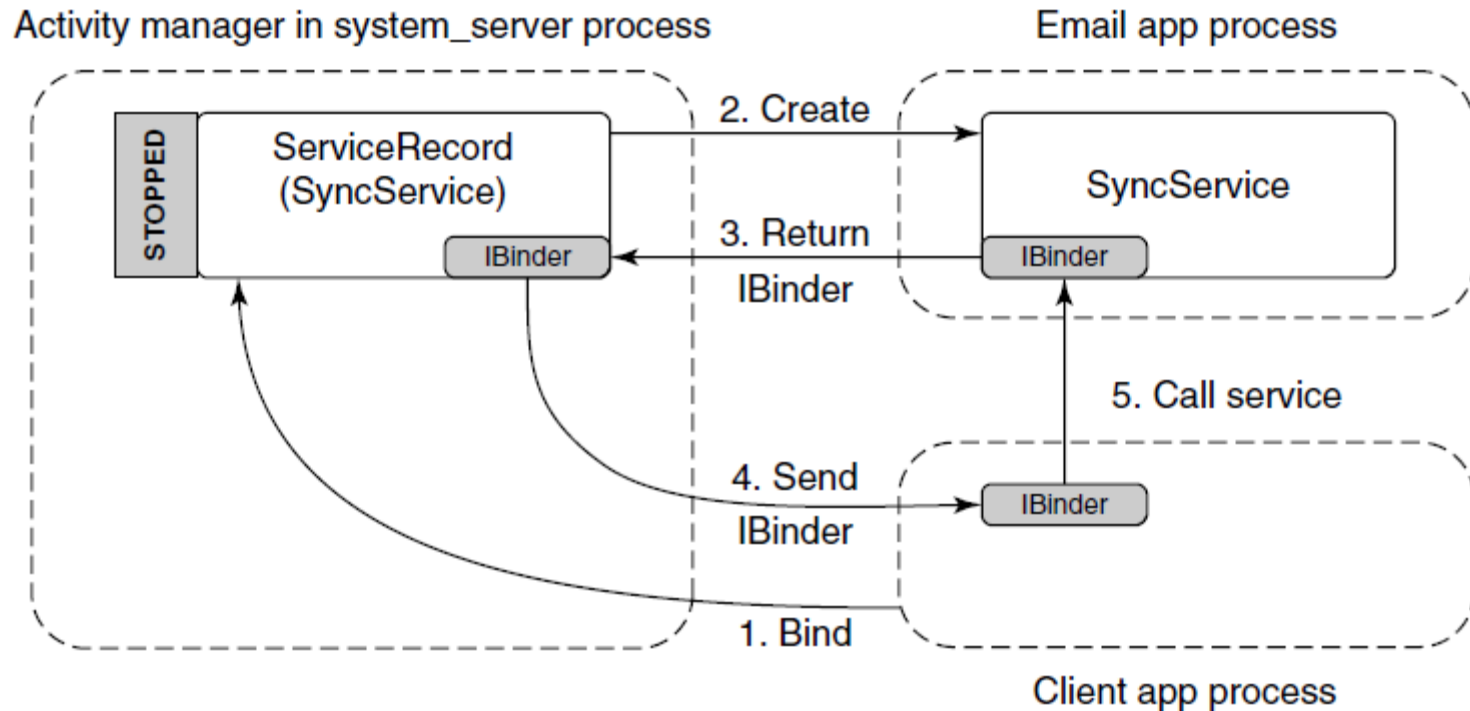 Activity manager in system_server process
Email app process
STOPPED
ServiceRecord
(SyncService)
IBinder
2. Create
3. Return
IBinder
SyncService
IBinder
5. Call service
4. Send
IBinder
IBinder
1. Bind
Client app process